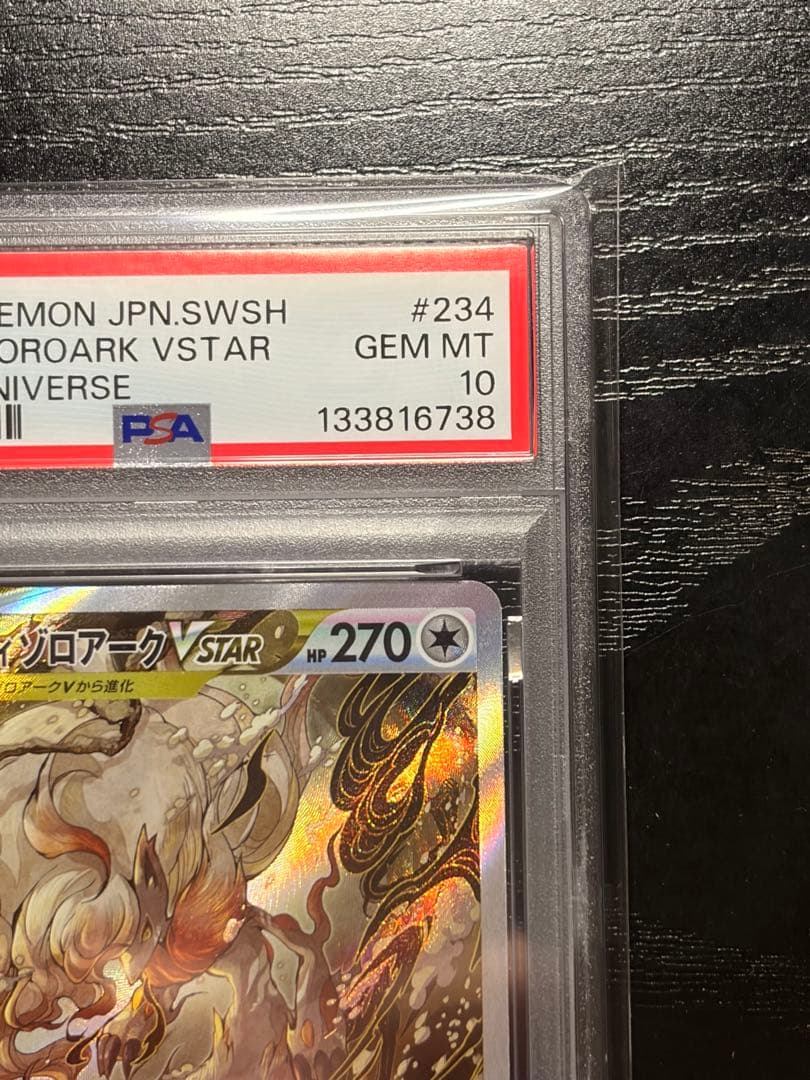 EMON JPN.SWSH #234
OROARK VSTAR GEM MT
NIVERSE 10
PSA 133816738
ィ ゾロアークVSTAR HP 270
ロアークVから進化